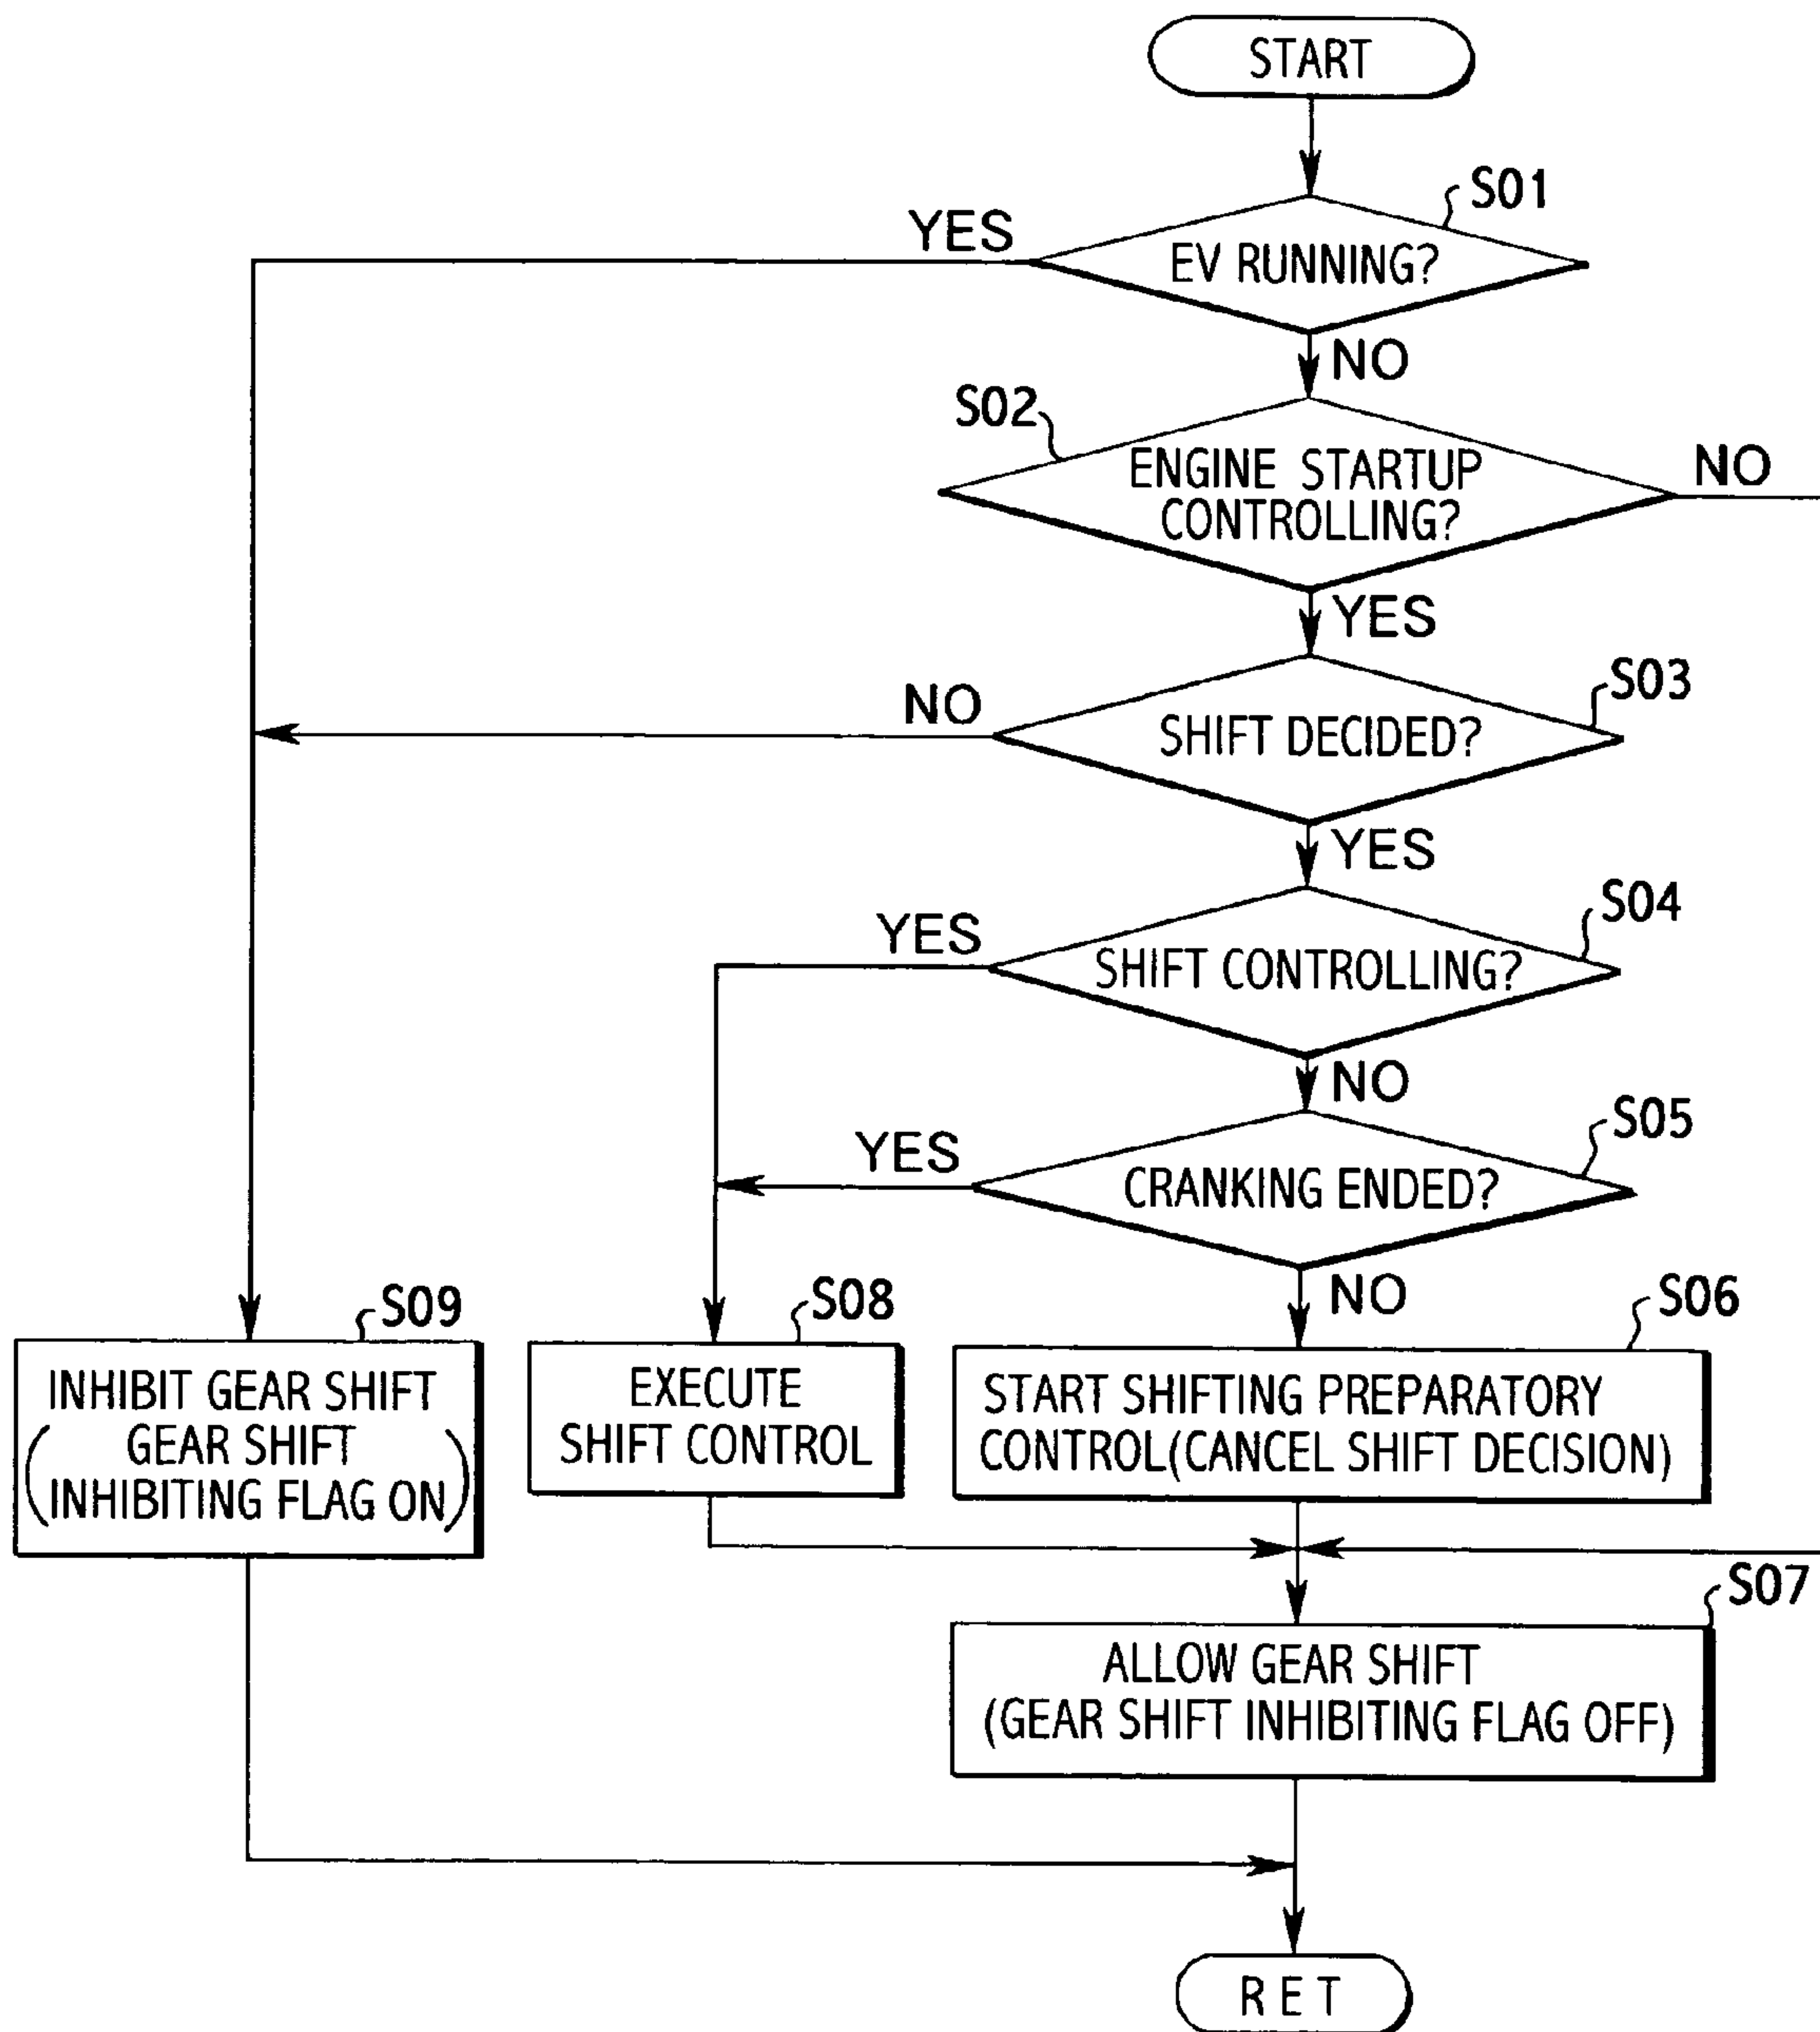 START
S01
YES
EV RUNNING?
NO
S02
ENGINE STARTUP
CONTROLLING?
NO
YES
S03
NO
SHIFT DECIDED?
YES
S04
YES
SHIFT CONTROLLING?
NO
S05
YES
CRANKING ENDED?
NO
S09
INHIBIT GEAR SHIFT
(GEAR SHIFT
INHIBITING FLAG ON)
S08
EXECUTE
SHIFT CONTROL
S06
START SHIFTING PREPARATORY
CONTROL(CANCEL SHIFT DECISION)
S07
ALLOW GEAR SHIFT
(GEAR SHIFT INHIBITING FLAG OFF)
RET